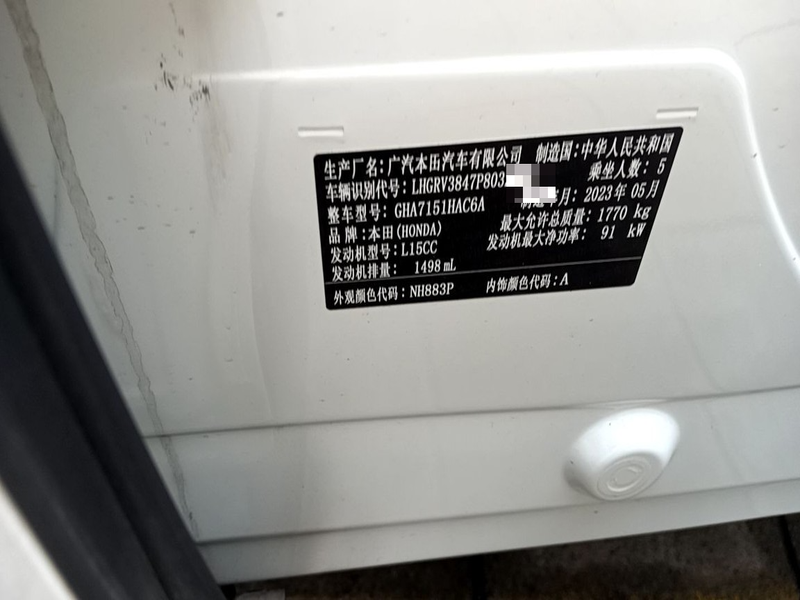 生产厂名:广汽本田汽车有限公司 制造国:中华人民共和国
车辆识别代号:LHGRV3847P803 乘坐人数:5
整车型号:GHA7151HAC6A 制造年月:2023年05月
品牌:本田(HONDA) 最大允许总质量:1770 kg
发动机型号:L15CC 发动机最大净功率: 91 kW
发动机排量: 1498 mL
外观颜色代码:NH883P 内饰颜色代码:A